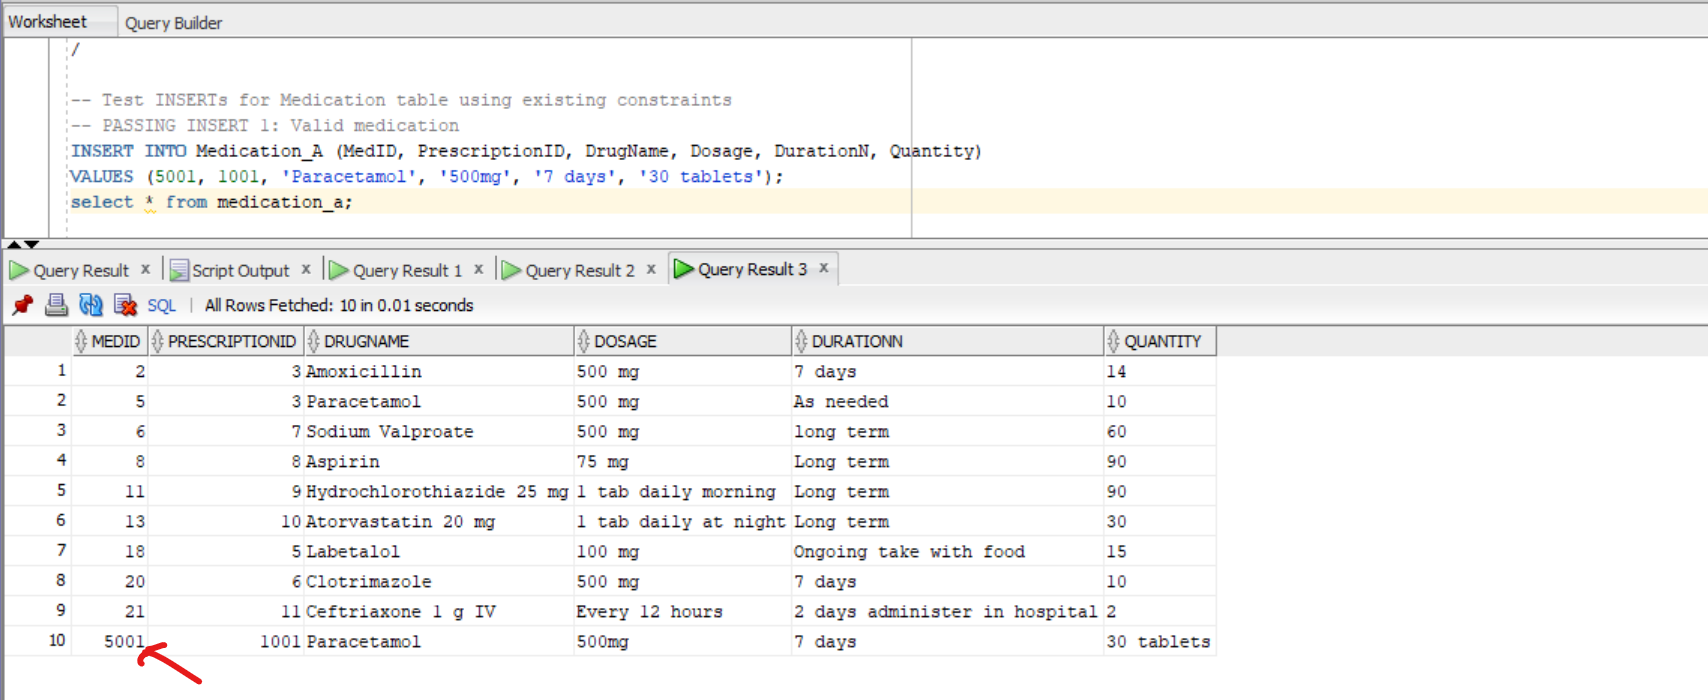 Worksheet Query Builder
/
-- Test INSERTs for Medication table using existing constraints
-- PASSING INSERT 1: Valid medication
INSERT INTO Medication_A (MedID, PrescriptionID, DrugName, Dosage, DurationN, Quantity)
VALUES (5001, 1001, 'Paracetamol', '500mg', '7 days', '30 tablets');
select * from medication_a;
Query Result x Script Output x Query Result 1 x Query Result 2 x Query Result 3 x
SQL | All Rows Fetched: 10 in 0.01 seconds
MEDID PRESCRIPTIONID DRUGNAME DOSAGE DURATIONN QUANTITY
1 2 3 Amoxicillin 500 mg 7 days 14
2 5 3 Paracetamol 500 mg As needed 10
3 6 7 Sodium Valproate 500 mg long term 60
4 8 8 Aspirin 75 mg Long term 90
5 11 9 Hydrochlorothiazide 25 mg 1 tab daily morning Long term 90
6 13 10 Atorvastatin 20 mg 1 tab daily at night Long term 30
7 18 5 Labetalol 100 mg Ongoing take with food 15
8 20 6 Clotrimazole 500 mg 7 days 10
9 21 11 Ceftriaxone 1 g IV Every 12 hours 2 days administer in hospital 2
10 5001 1001 Paracetamol 500mg 7 days 30 tablets